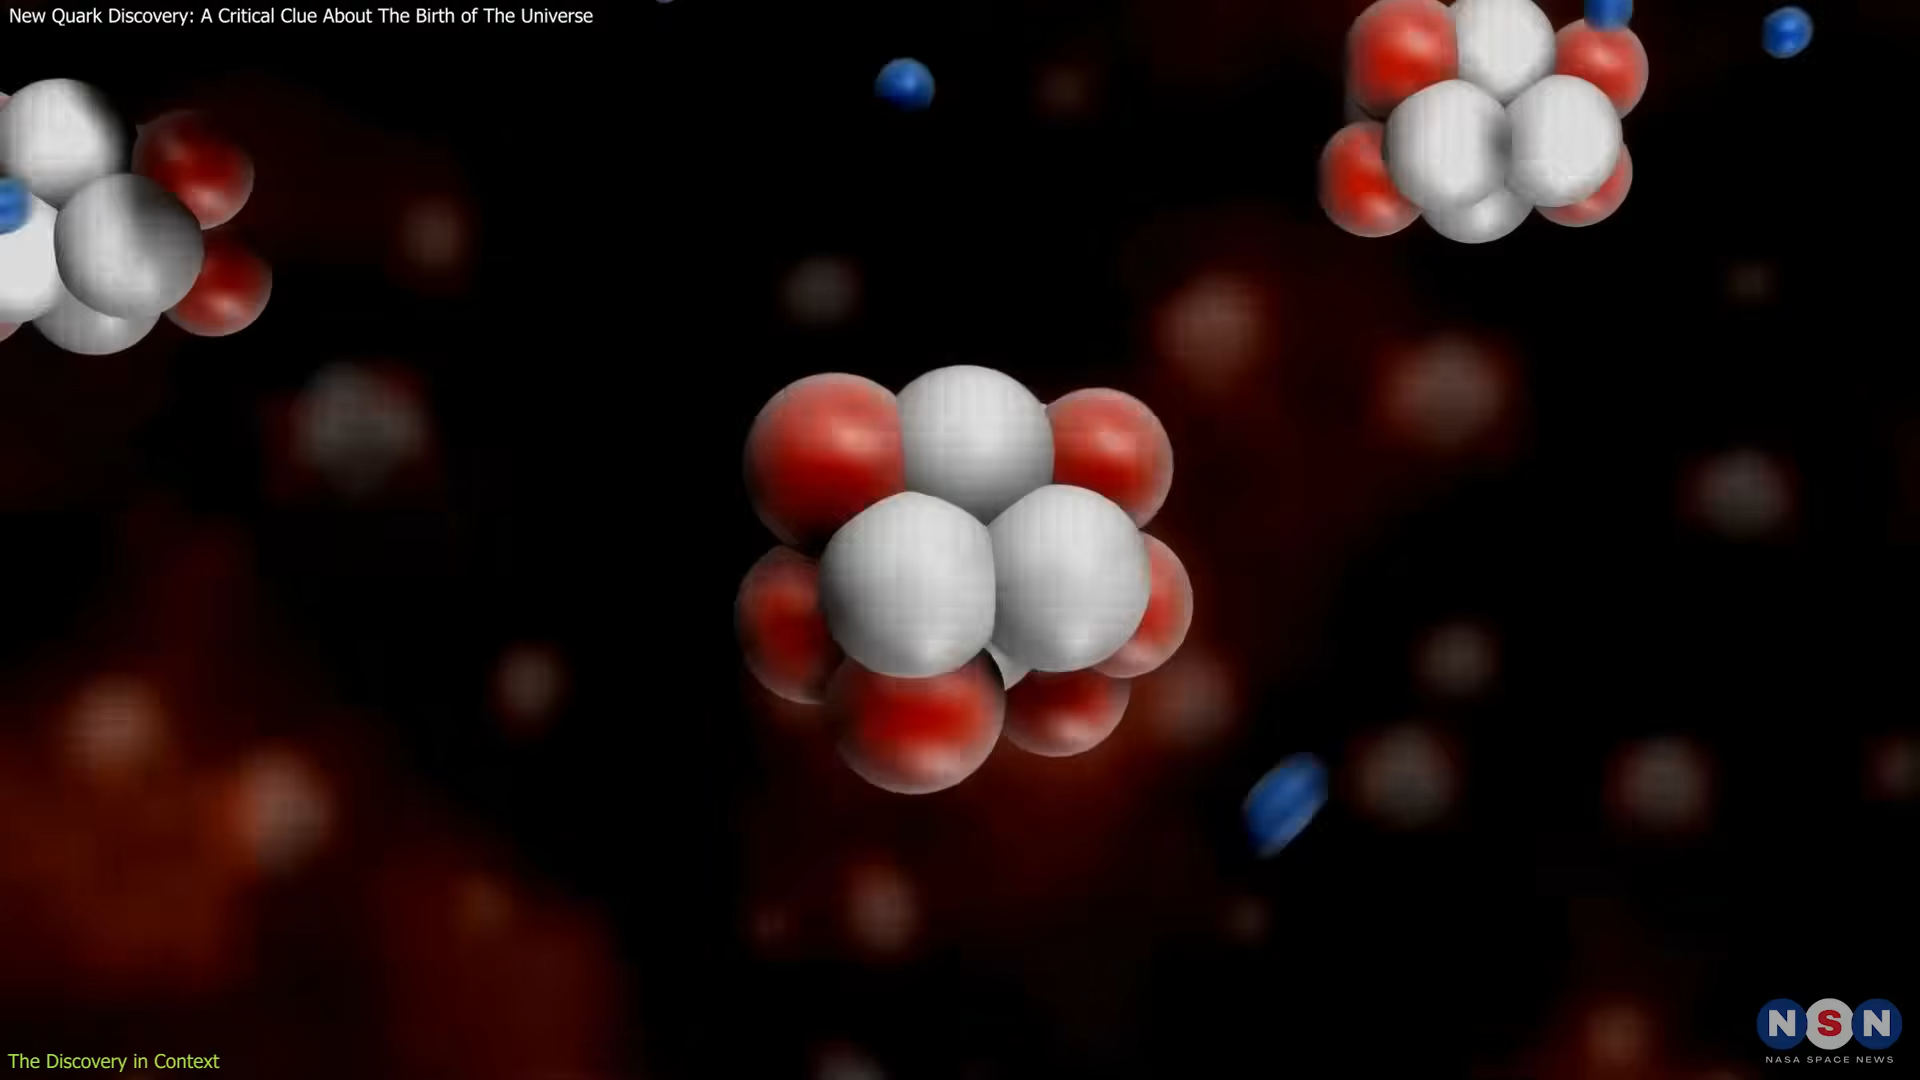 New Quark Discovery: A Critical Clue About The Birth of The Universe
The Discovery in Context
NSN
NASA SPACE NEWS